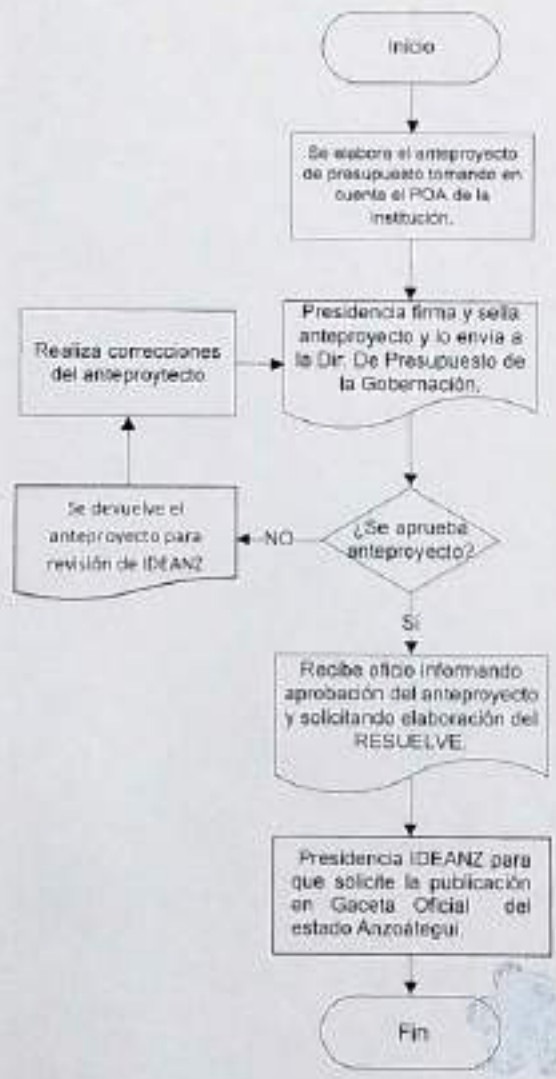 Inicio
Se elabora el anteproyecto
de presupuesto tomando en
cuenta el POA de la
institución.
Presidencia firma y sella
anteproyecto y lo envía a
la Dir. De Presupuesto de
la Gobernación.
Realiza correcciones
del anteproytecto
¿Se aprueba
anteproyecto?
NO
Se devuelve el
anteproyecto para
revisión de IDEANZ
Sí
Recibe oficio informando
aprobación del anteproyecto
y solicitando elaboración del
RESUELVE.
Presidencia IDEANZ para
que solicite la publicación
en Gaceta Oficial del
estado Anzoátegui
Fin